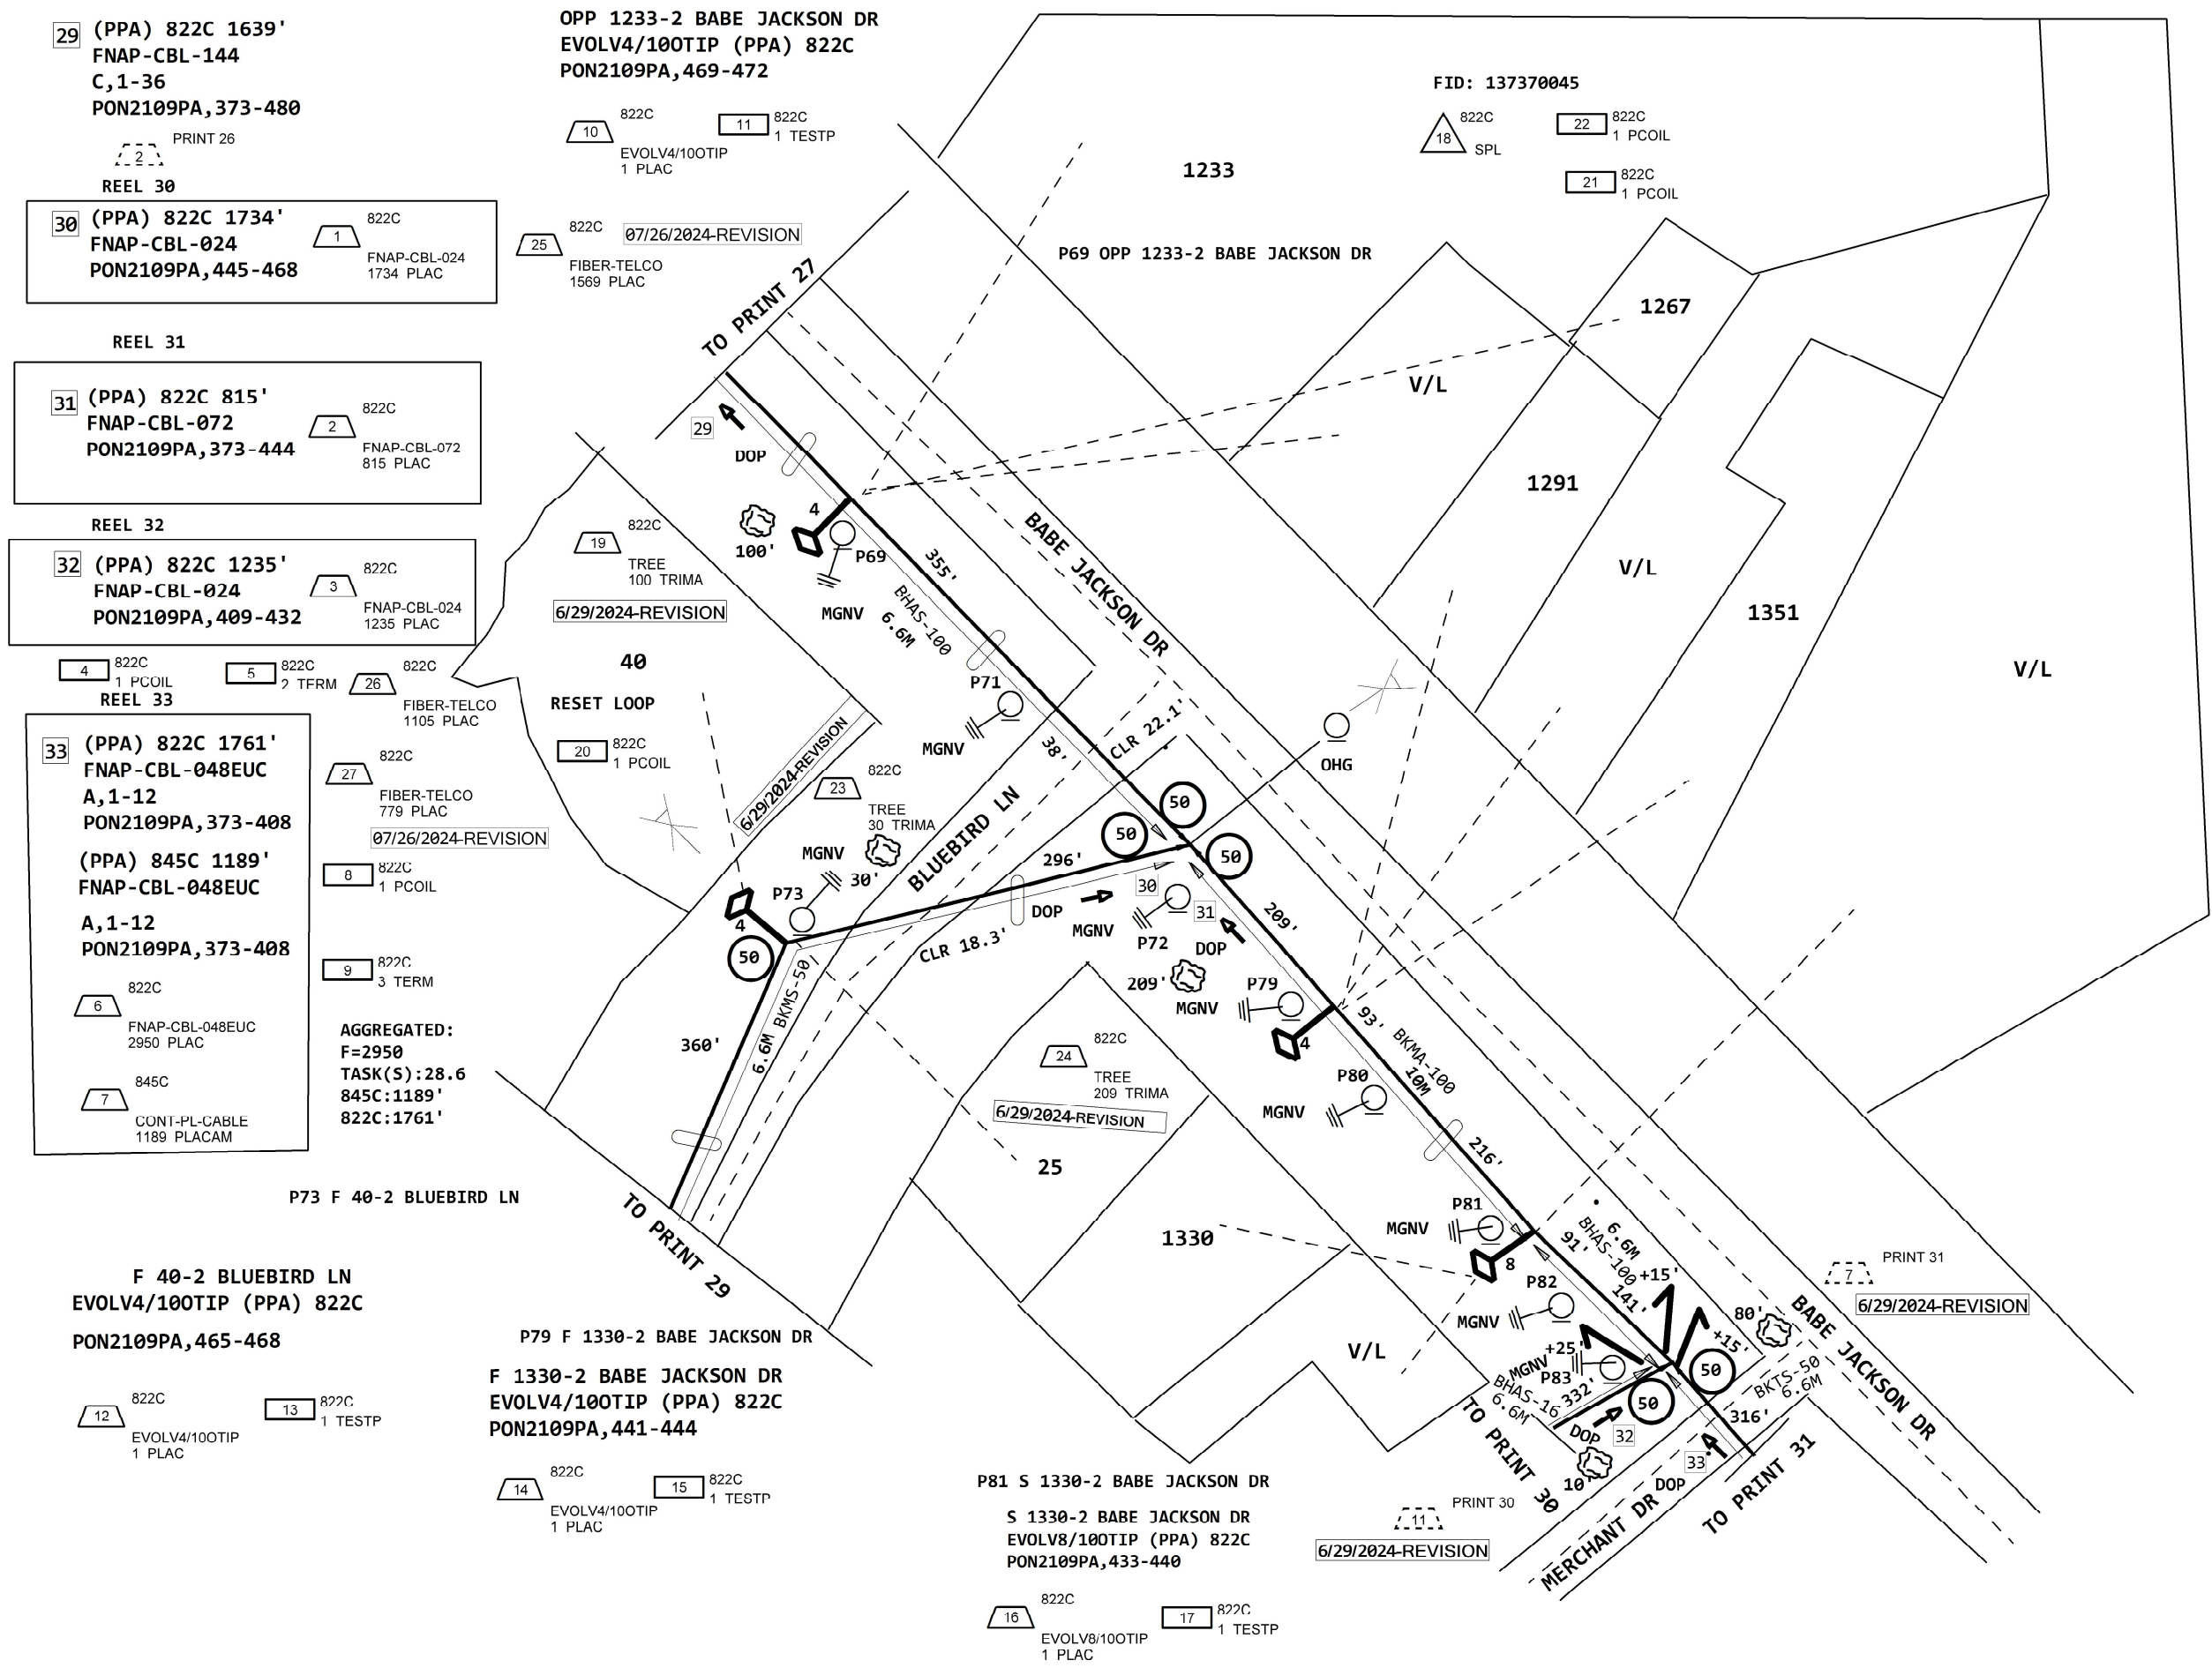 29
(PPA) 822C 1639'
FNAP-CBL-144
C,1-36
PON2109PA,373-480
2
PRINT 26
REEL 30
30
(PPA) 822C 1734'
FNAP-CBL-024
PON2109PA,445-468
1
822C
FNAP-CBL-024
1734 PLAC
REEL 31
31
(PPA) 822C 815'
FNAP-CBL-072
PON2109PA,373-444
2
822C
FNAP-CBL-072
815 PLAC
REEL 32
32
(PPA) 822C 1235'
FNAP-CBL-024
PON2109PA,409-432
3
822C
FNAP-CBL-024
1235 PLAC
4
822C
1 PCOIL
5
822C
2 TERM
26
822C
FIBER-TELCO
1105 PLAC
REEL 33
33
(PPA) 822C 1761'
FNAP-CBL-048EUC
A,1-12
PON2109PA,373-408
(PPA) 845C 1189'
FNAP-CBL-048EUC
A,1-12
PON2109PA,373-408
6
822C
FNAP-CBL-048EUC
2950 PLAC
7
845C
CONT-PL-CABLE
1189 PLACAM
27
822C
FIBER-TELCO
779 PLAC
07/26/2024-REVISION
8
822C
1 PCOIL
9
822C
3 TERM
AGGREGATED:
F=2950
TASK(S):28.6
845C:1189'
822C:1761'
P73 F 40-2 BLUEBIRD LN
F 40-2 BLUEBIRD LN
EVOLV4/10OTIP (PPA) 822C
PON2109PA,465-468
12
822C
EVOLV4/10OTIP
1 PLAC
13
822C
1 TESTP
OPP 1233-2 BABE JACKSON DR
EVOLV4/10OTIP (PPA) 822C
PON2109PA,469-472
10
822C
EVOLV4/10OTIP
1 PLAC
11
822C
1 TESTP
25
822C
07/26/2024-REVISION
FIBER-TELCO
1569 PLAC
FID: 137370045
18
822C
SPL
22
822C
1 PCOIL
21
822C
1 PCOIL
1233
P69 OPP 1233-2 BABE JACKSON DR
1267
V/L
1291
V/L
1351
V/L
TO PRINT 27
29
DOP
4
100'
P69
MGNV
19
822C
TREE
100 TRIMA
6/29/2024-REVISION
40
RESET LOOP
20
822C
1 PCOIL
355'
BHAS-100
6.6M
BABE JACKSON DR
P71
MGNV
38'
CLR 22.1'
OHG
6/29/2024-REVISION
23
822C
TREE
30 TRIMA
MGNV
30'
BLUEBIRD LN
P73
4
50
296'
50
50
50
DOP
30
MGNV
P72
31
DOP
209'
CLR 18.3'
209'
P79
MGNV
4
6.6M BKMS-50
360'
TO PRINT 29
24
822C
TREE
209 TRIMA
6/29/2024-REVISION
25
93'
BKMA-100
10M
P80
MGNV
216'
P81
MGNV
8
1330
V/L
6.6M
BHAS-100
91'
141'
+15'
P82
MGNV
+25'
MGNV
P83
+15'
80'
50
50
BHAS-16
6.6M
332'
DOP
32
10'
BKTS-50
6.6M
316'
33
DOP
TO PRINT 30
TO PRINT 31
MERCHANT DR
BABE JACKSON DR
7
PRINT 31
6/29/2024-REVISION
11
PRINT 30
6/29/2024-REVISION
P79 F 1330-2 BABE JACKSON DR
F 1330-2 BABE JACKSON DR
EVOLV4/10OTIP (PPA) 822C
PON2109PA,441-444
14
822C
EVOLV4/10OTIP
1 PLAC
15
822C
1 TESTP
P81 S 1330-2 BABE JACKSON DR
S 1330-2 BABE JACKSON DR
EVOLV8/10OTIP (PPA) 822C
PON2109PA,433-440
16
822C
EVOLV8/10OTIP
1 PLAC
17
822C
1 TESTP